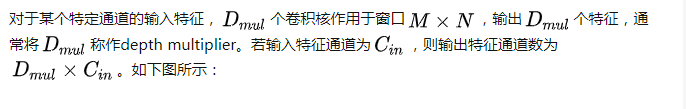 对于某个特定通道的输入特征，D_{mul} 个卷积核作用于窗口 M × N ，输出 D_{mul} 个特征，通
常将 D_{mul} 称作depth multiplier。若输入特征通道为 C_{in} ，则输出特征通道数为
D_{mul} × C_{in} 。如下图所示：